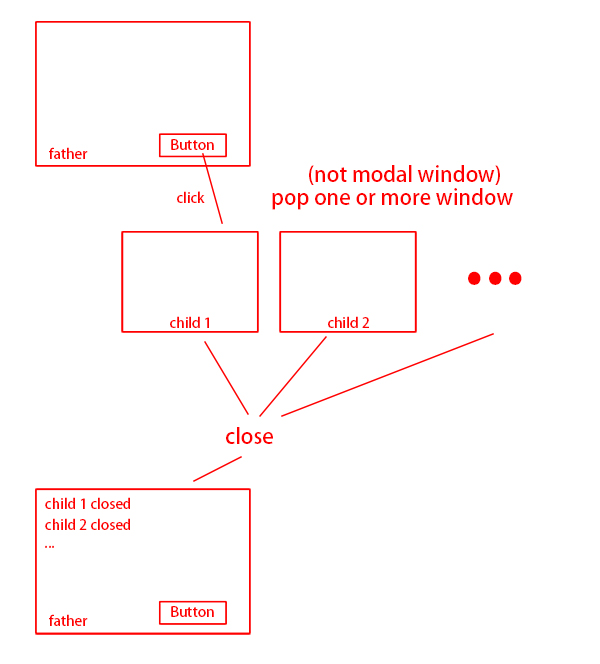 Button
father
(not modal window)
click
pop one or more window
child 1
child 2
close
child 1 closed
child 2 closed
...
Button
father